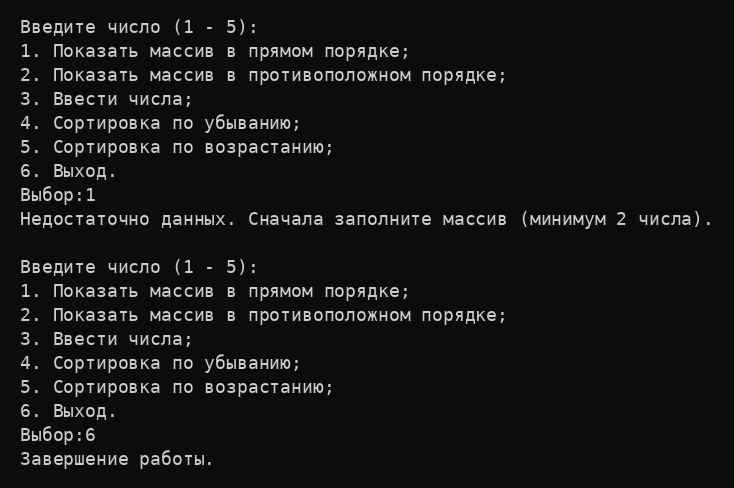 Введите число (1 - 5):
1. Показать массив в прямом порядке;
2. Показать массив в противоположном порядке;
3. Ввести числа;
4. Сортировка по убыванию;
5. Сортировка по возрастанию;
6. Выход.
Выбор:1
Недостаточно данных. Сначала заполните массив (минимум 2 числа).

Введите число (1 - 5):
1. Показать массив в прямом порядке;
2. Показать массив в противоположном порядке;
3. Ввести числа;
4. Сортировка по убыванию;
5. Сортировка по возрастанию;
6. Выход.
Выбор:6
Завершение работы.